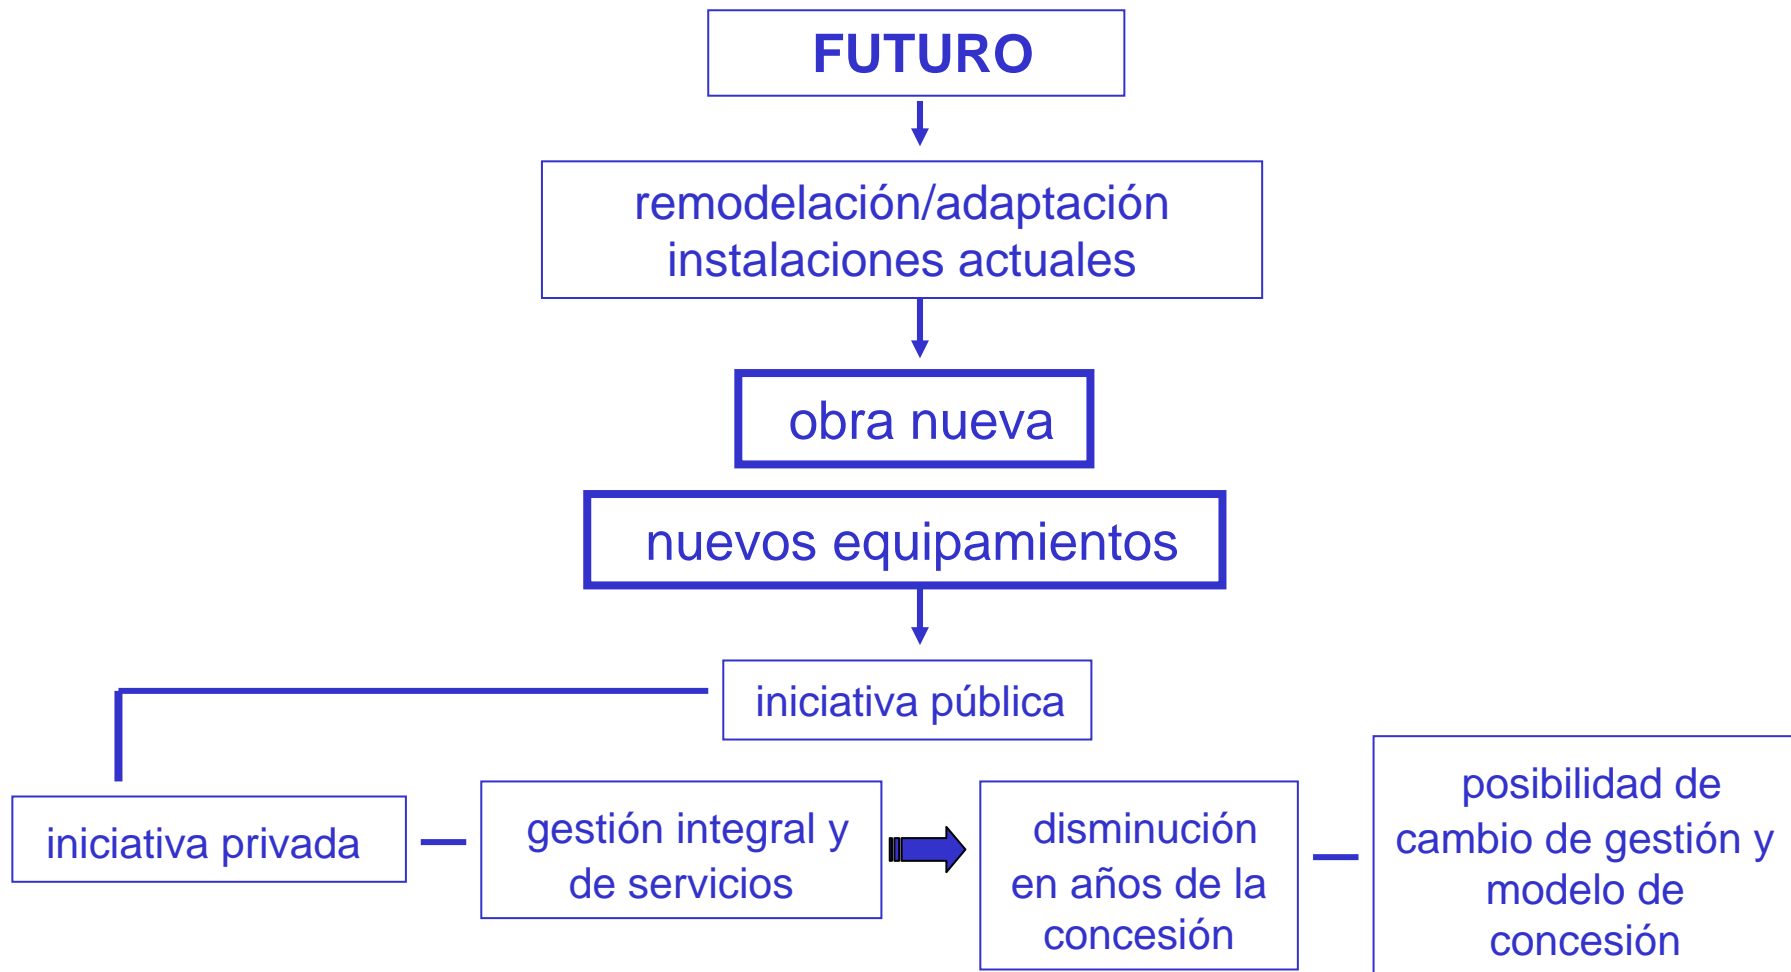 FUTURO
remodelación/adaptación
instalaciones actuales
obra nueva
nuevos equipamientos
iniciativa pública
iniciativa privada
gestión integral y
de servicios
disminución
en años de la
concesión
posibilidad de
cambio de gestión y
modelo de
concesión